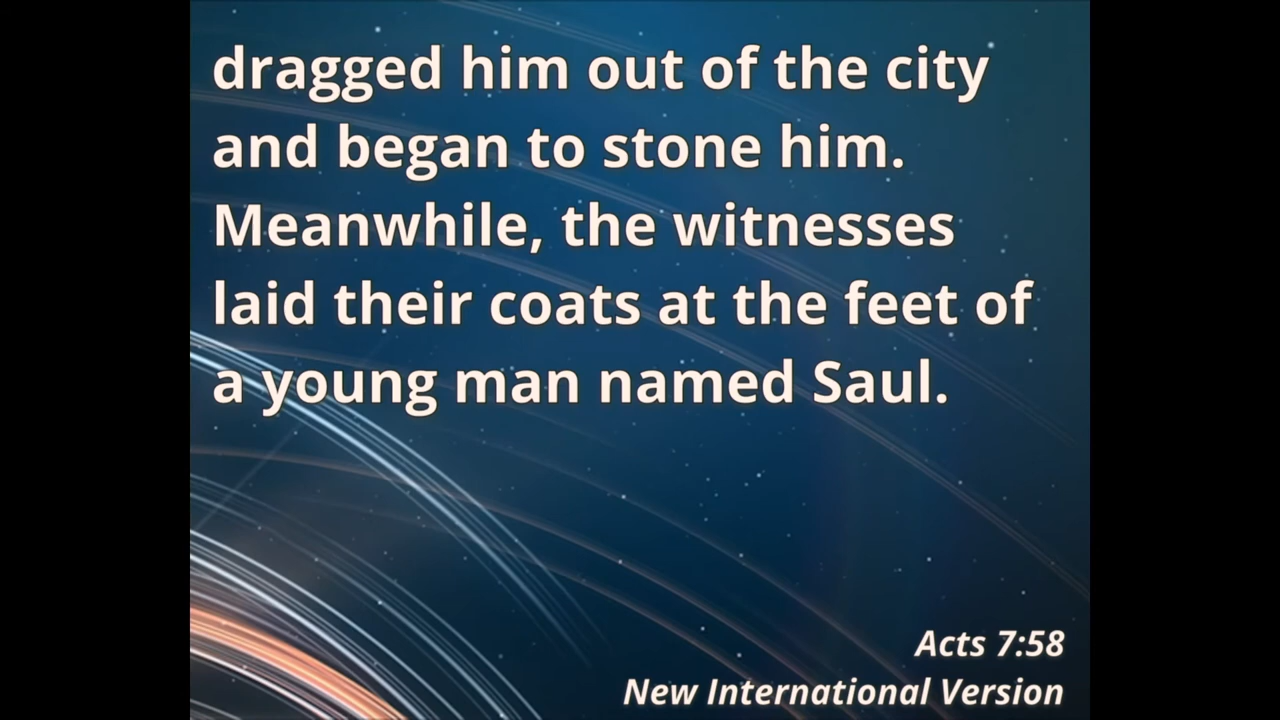 dragged him out of the city
and began to stone him.
Meanwhile, the witnesses
laid their coats at the feet of
a young man named Saul.
Acts 7:58
New International Version